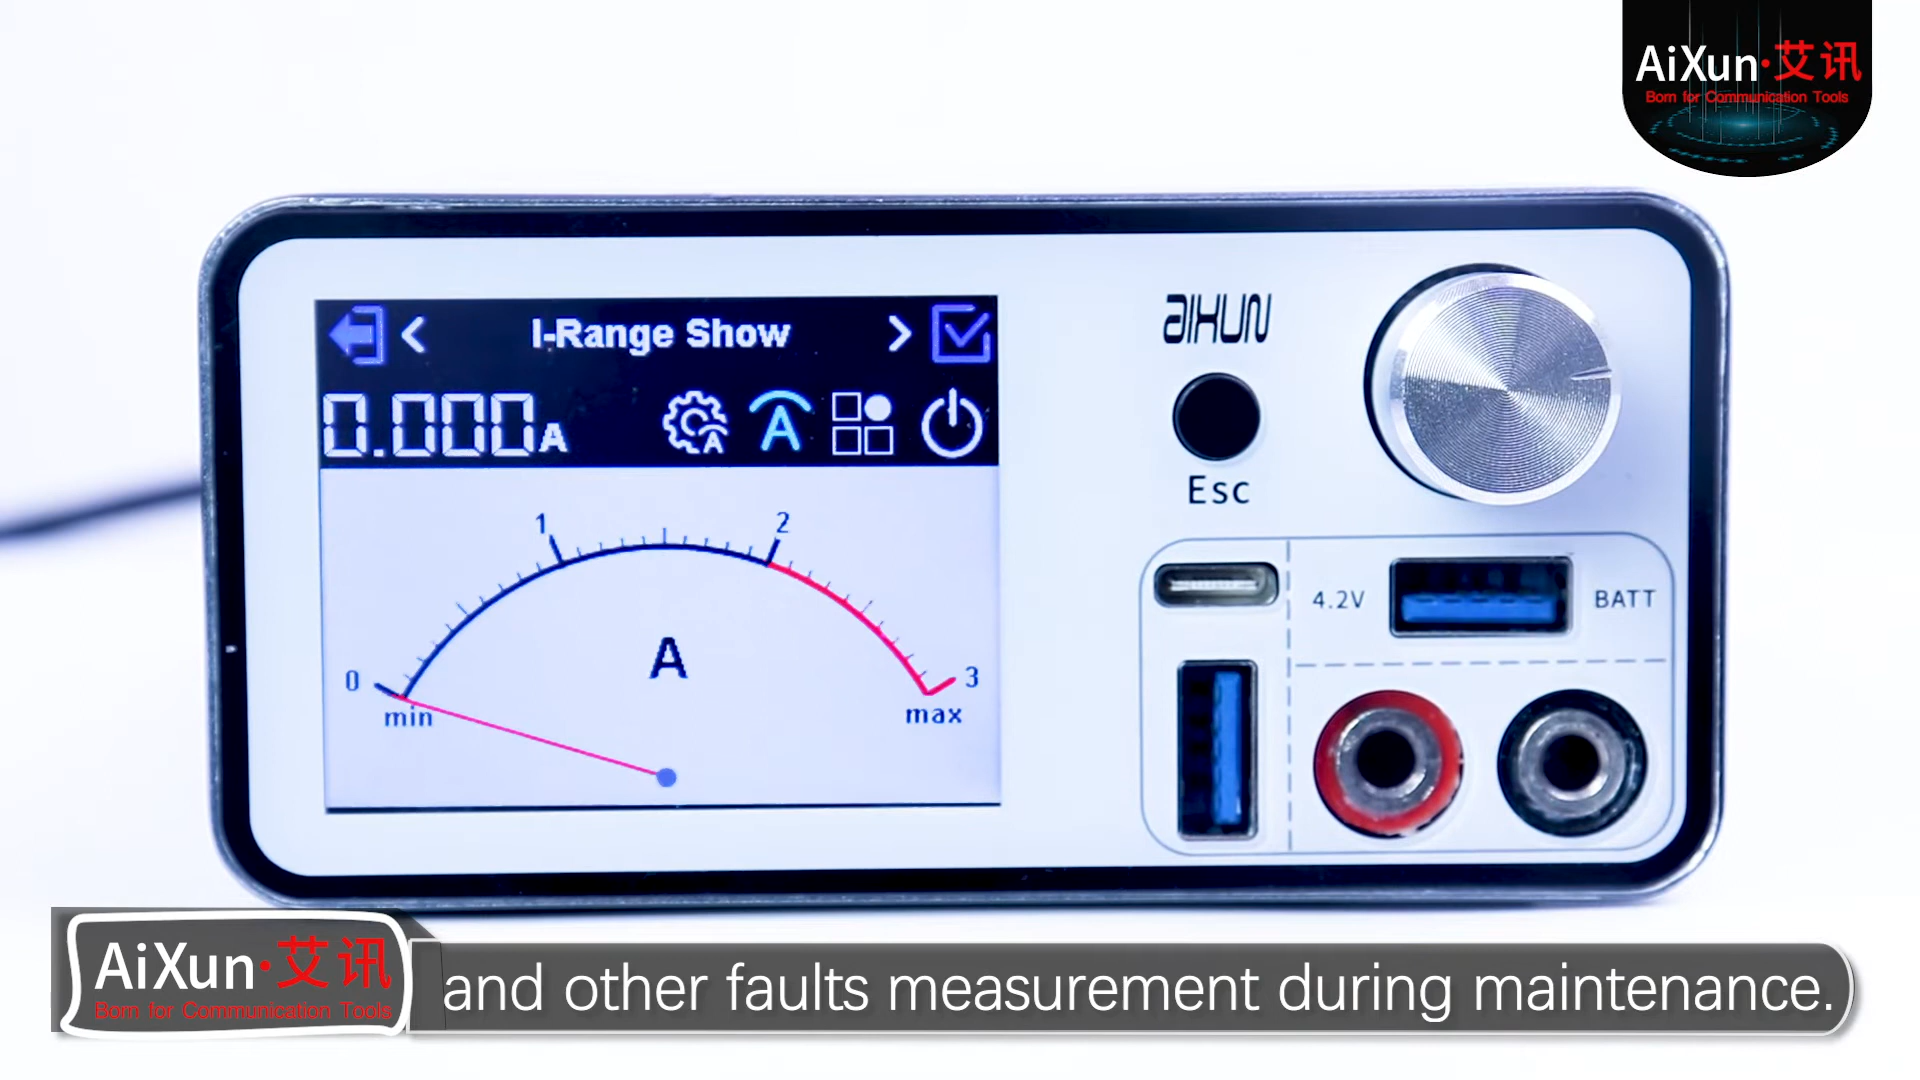 AiXun·艾讯
Born for Communication Tools
I-Range Show
0.000A
A
A
1
2
0
3
A
min
max
AIXUN
Esc
4.2V
BATT
AiXun·艾讯
Born for Communication Tools
and other faults measurement during maintenance.